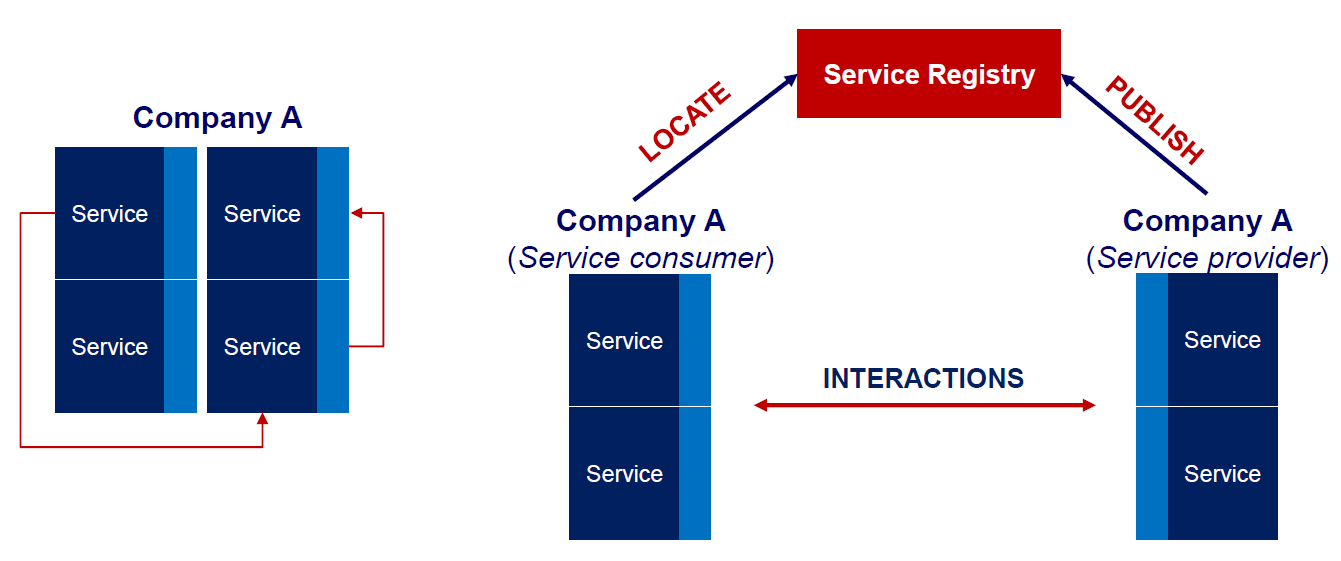 Company A
Service
Service
Service
Service
Service Registry
LOCATE
PUBLISH
Company A
(Service consumer)
Service
Service
INTERACTIONS
Company A
(Service provider)
Service
Service